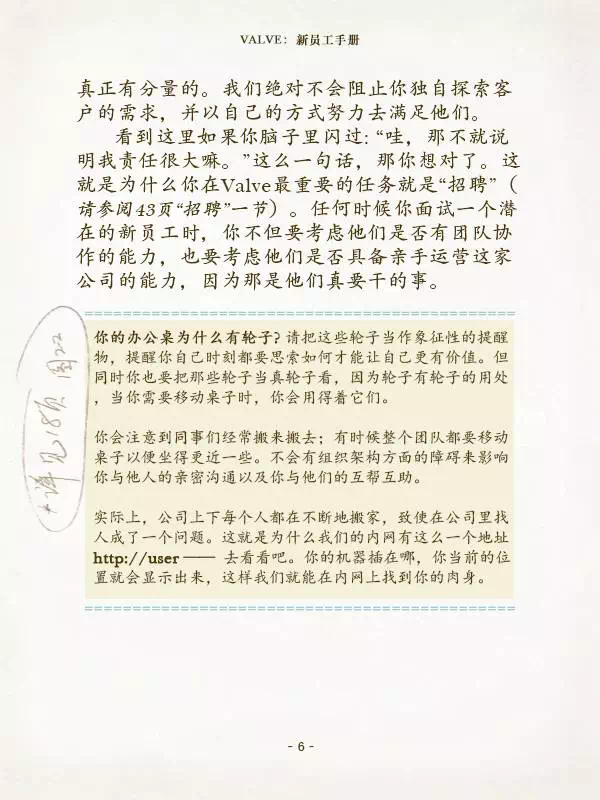 VALVE：新员工手册
真正有分量的。我们绝对不会阻止你独自探索客
户的需求，并以自己的方式努力去满足他们。
看到这里如果你脑子里闪过：“哇，那不就说
明我责任很大嘛。”这么一句话，那你想对了。这
就是为什么你在Valve最重要的任务就是“招聘”（
请参阅43页“招聘”一节）。任何时候你面试一个潜
在的新员工时，你不但要考虑他们是否有团队协
作的能力，也要考虑他们是否具备亲手运营这家
公司的能力，因为那是他们真要干的事。
你的办公桌为什么有轮子?请把这些轮子当作象征性的提醒
物，提醒你自己时刻都要思索如何才能让自己更有价值。但
同时你也要把那些轮子当真轮子看，因为轮子有轮子的用处
，当你需要移动桌子时，你会用得着它们。
你会注意到同事们经常搬来搬去；有时候整个团队都要移动
桌子以便坐得更近一些。不会有组织架构方面的障碍来影响
你与他人的亲密沟通以及你与他们的互帮互助。
实际上，公司上下每个人都在不断地搬家，致使在公司里找
人成了一个问题。这就是为什么我们的内网有这么一个地址
http://user —— 去看看吧。你的机器插在哪，你当前的位
置就会显示出来，这样我们就能在内网上找到你的肉身。
*详见18页 图2.2
- 6 -